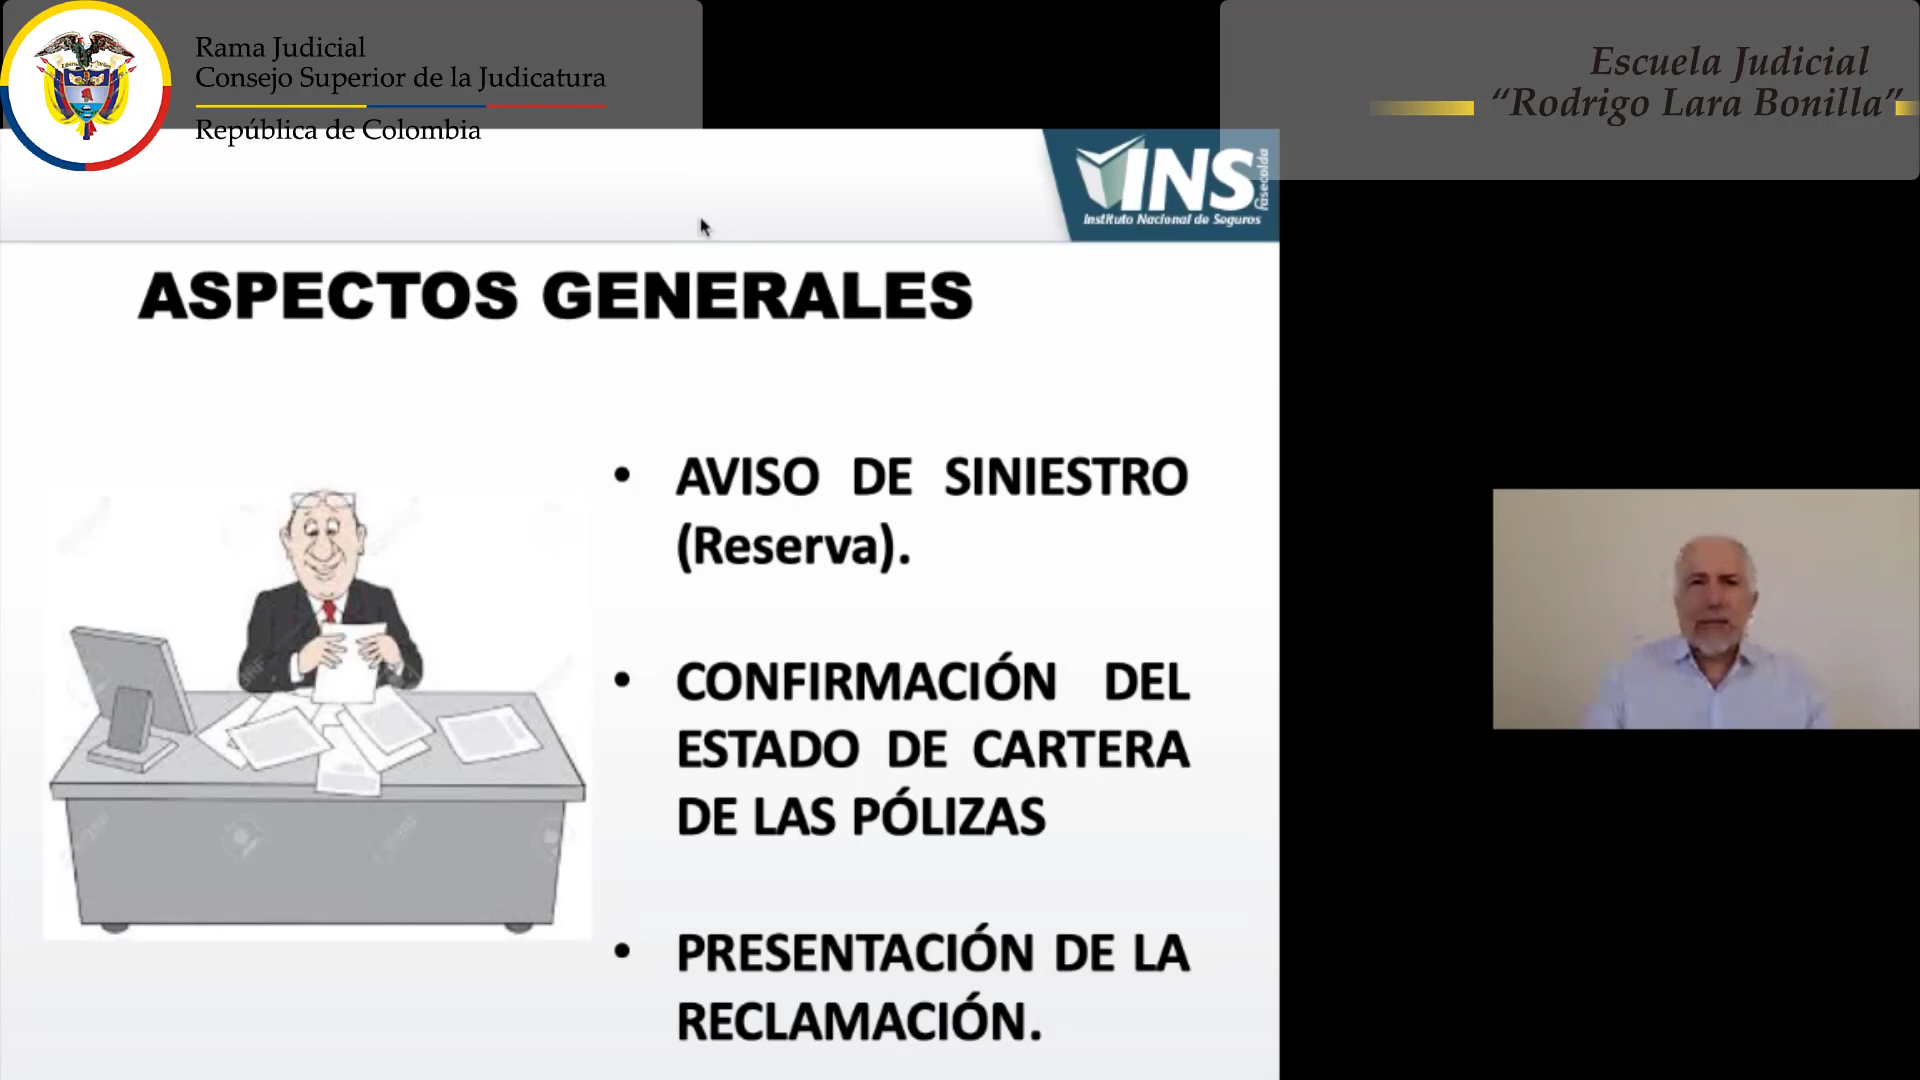 Rama Judicial
Consejo Superior de la Judicatura
República de Colombia
Escuela Judicial
“Rodrigo Lara Bonilla”
INS
fasecolda
Instituto Nacional de Seguros
ASPECTOS GENERALES
• AVISO DE SINIESTRO
(Reserva).
• CONFIRMACIÓN DEL
ESTADO DE CARTERA
DE LAS PÓLIZAS
• PRESENTACIÓN DE LA
RECLAMACIÓN.